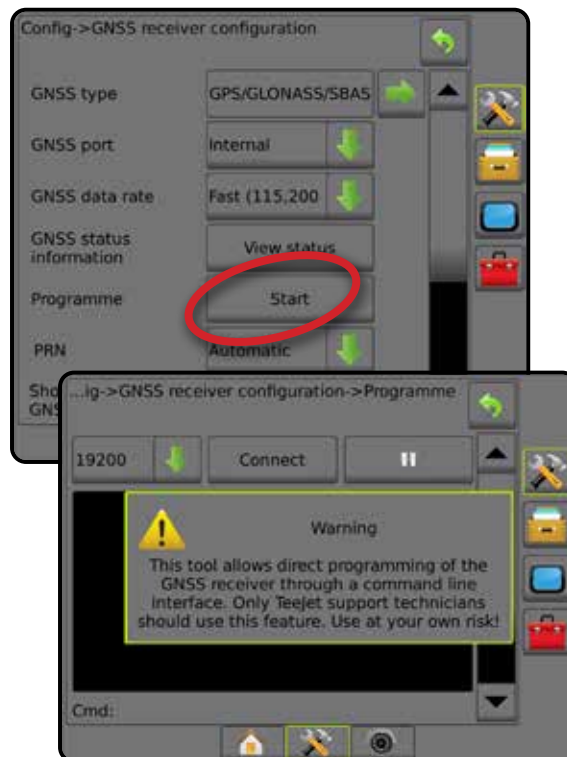 Config->GNSS receiver configuration
GNSS type GPS/GLONASS/SBAS
GNSS port Internal
GNSS data rate Fast (115,200
GNSS status
information View status
Programme Start
PRN Automatic
...ig->GNSS receiver configuration->Programme
19200 Connect
Warning
This tool allows direct programming of the
GNSS receiver through a command line
interface. Only TeeJet support technicians
should use this feature. Use at your own risk!
Cmd: